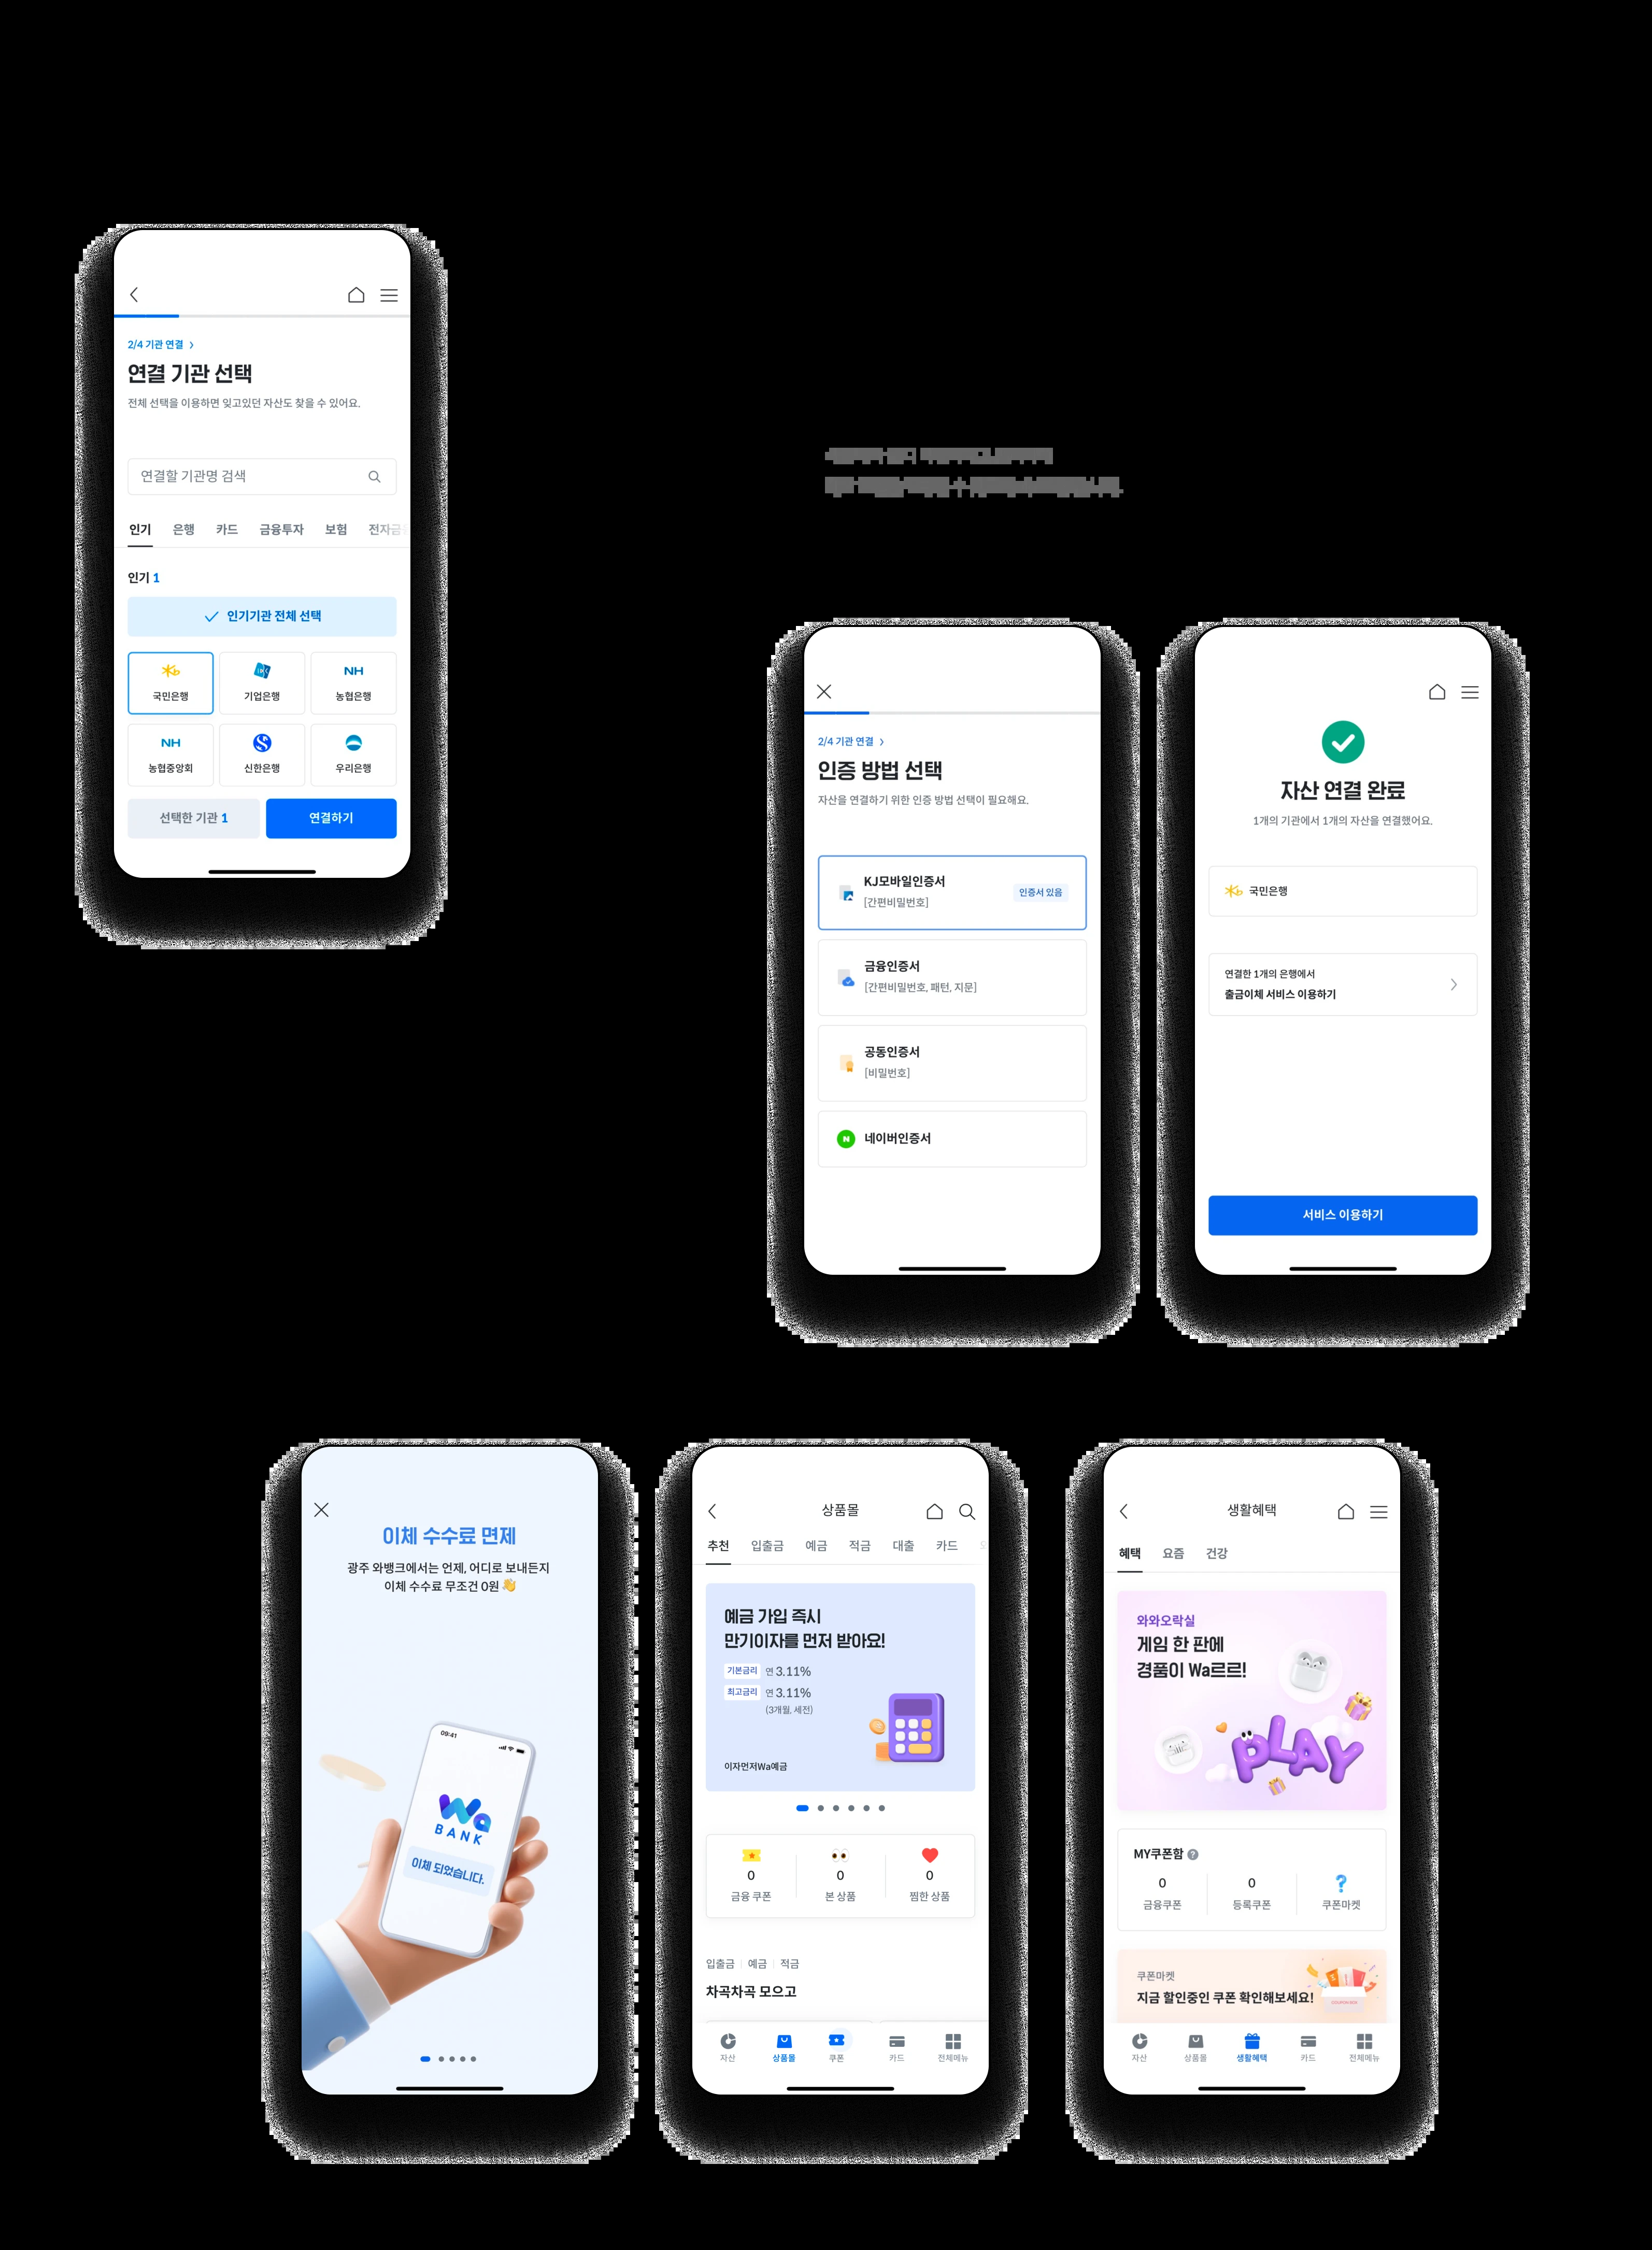 2/4 기관 연결
연결 기관 선택
전체 선택을 이용하면 잊고있던 자산도 찾을 수 있어요.
연결할 기관명 검색
인기 은행 카드 금융투자 보험 전자금
인기 1
인기기관 전체 선택
국민은행 기업은행 NH 농협은행
NH 농협중앙회 신한은행 우리은행
선택한 기관 1 연결하기
2/4 기관 연결
인증 방법 선택
자산을 연결하기 위한 인증 방법 선택이 필요해요.
KJ모바일인증서
[간편비밀번호]
인증서 있음
금융인증서
[간편비밀번호, 패턴, 지문]
공동인증서
[비밀번호]
N 네이버인증서
자산 연결 완료
1개의 기관에서 1개의 자산을 연결했어요.
국민은행
연결한 1개의 은행에서
출금이체 서비스 이용하기
서비스 이용하기
이체 수수료 면제
광주 와뱅크에서는 언제, 어디로 보내든지
이체 수수료 무조건 0원 👏
09:41
Wa
BANK
이체 되었습니다.
상품몰
추천 입출금 예금 적금 대출 카드
예금 가입 즉시
만기이자를 먼저 받아요!
기본금리 연 3.11%
최고금리 연 3.11%
(3개월, 세전)
이자먼저Wa예금
0 0 0
금융 쿠폰 본 상품 찜한 상품
입출금 예금 적금
차곡차곡 모으고
자산 상품몰 쿠폰 카드 전체메뉴
생활혜택
혜택 요즘 건강
와와오락실
게임 한 판에
경품이 Wa르르!
PLAY
MY쿠폰함 ?
0 0 ?
금융쿠폰 등록쿠폰 쿠폰마켓
쿠폰마켓
지금 할인중인 쿠폰 확인해보세요!
자산 상품몰 생활혜택 카드 전체메뉴